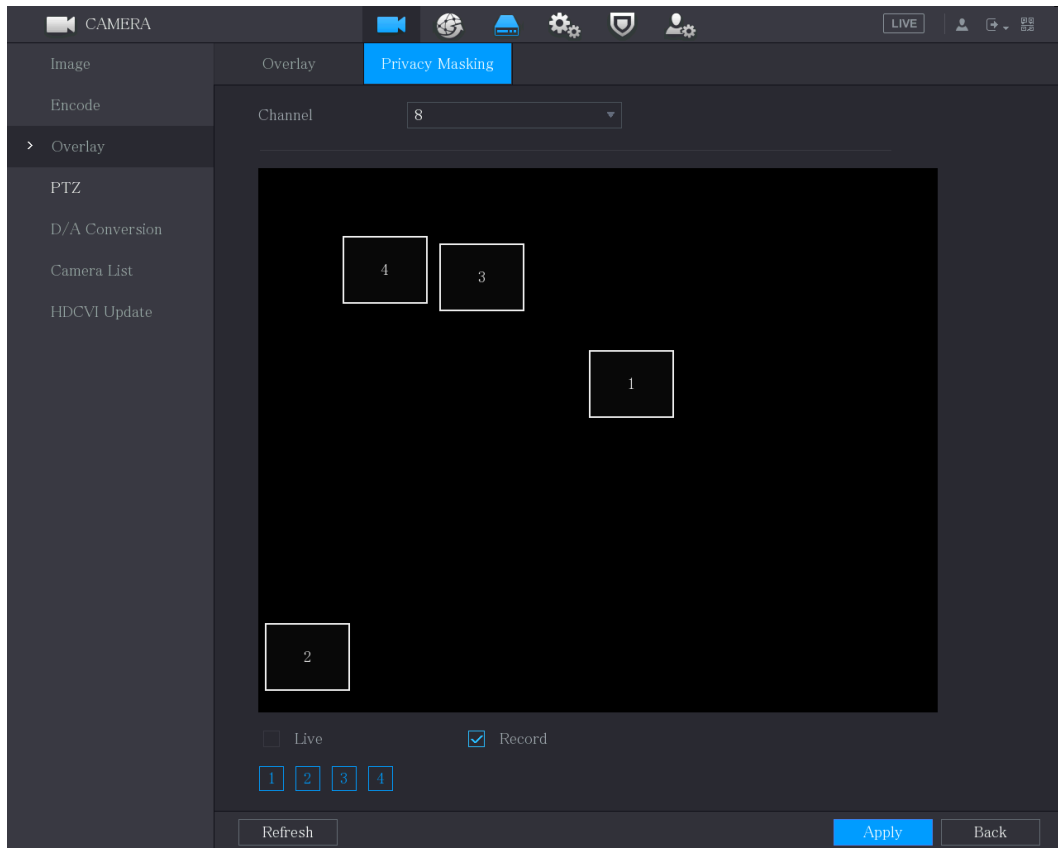 CAMERA
LIVE
Image
Overlay
Privacy Masking
Encode
Channel
8
> Overlay
PTZ
D/A Conversion
Camera List
HDCVI Update
4
3
1
2
Live
Record
1 2 3 4
Refresh
Apply
Back